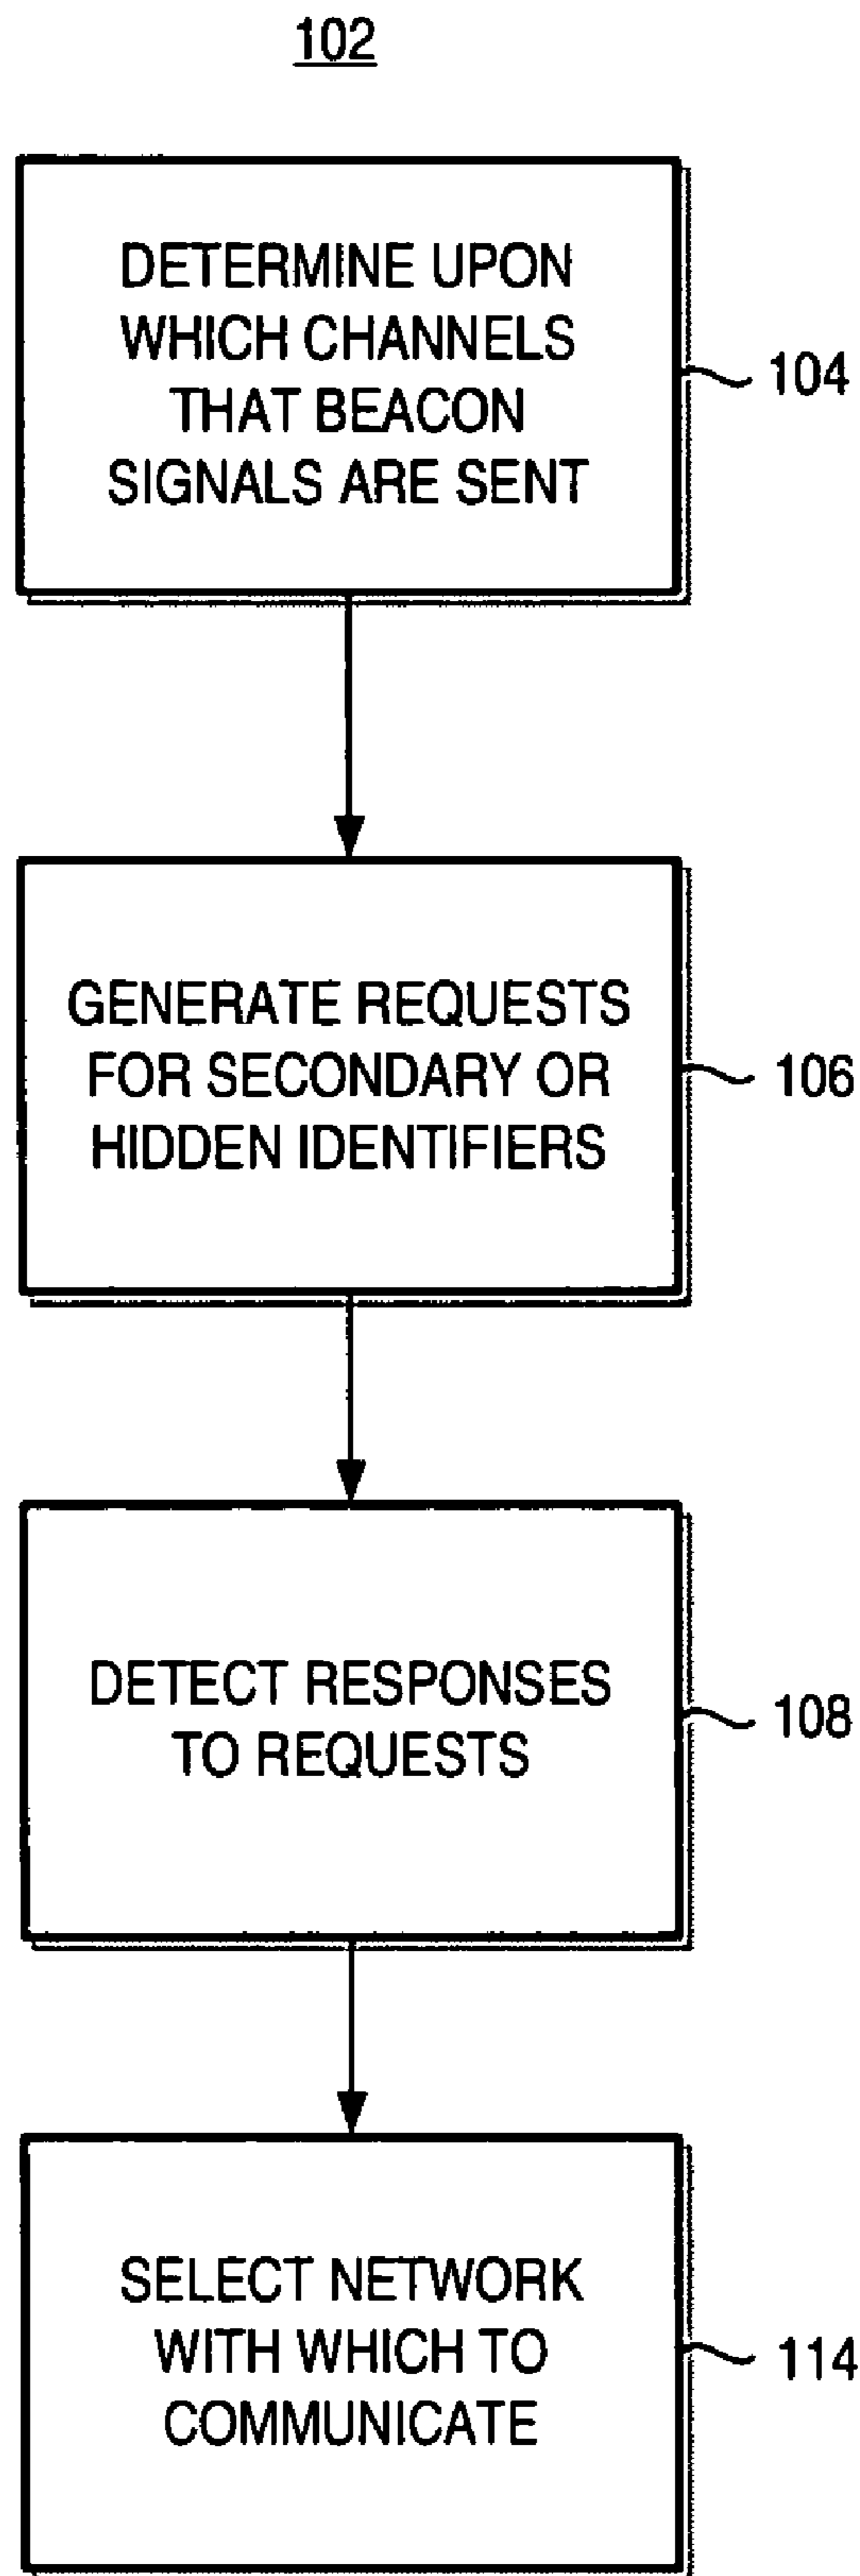 102
DETERMINE UPON
WHICH CHANNELS
THAT BEACON
SIGNALS ARE SENT
104
GENERATE REQUESTS
FOR SECONDARY OR
HIDDEN IDENTIFIERS
106
DETECT RESPONSES
TO REQUESTS
108
SELECT NETWORK
WITH WHICH TO
COMMUNICATE
114